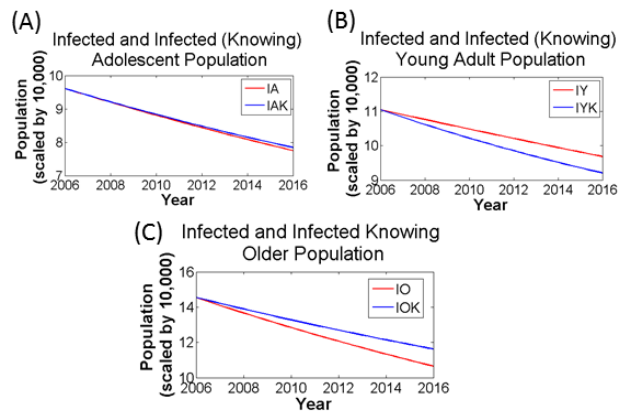 (A)
Infected and Infected (Knowing)
Adolescent Population
Population
(scaled by 10,000)
10
9
8
7
IA
IAK
2006 2008 2010 2012 2014 2016
Year
(B)
Infected and Infected (Knowing)
Young Adult Population
Population
(scaled by 10,000)
12
11
10
9
IY
IYK
2006 2008 2010 2012 2014 2016
Year
(C)
Infected and Infected Knowing
Older Population
Population
(scaled by 10,000)
16
14
12
10
IO
IOK
2006 2008 2010 2012 2014 2016
Year